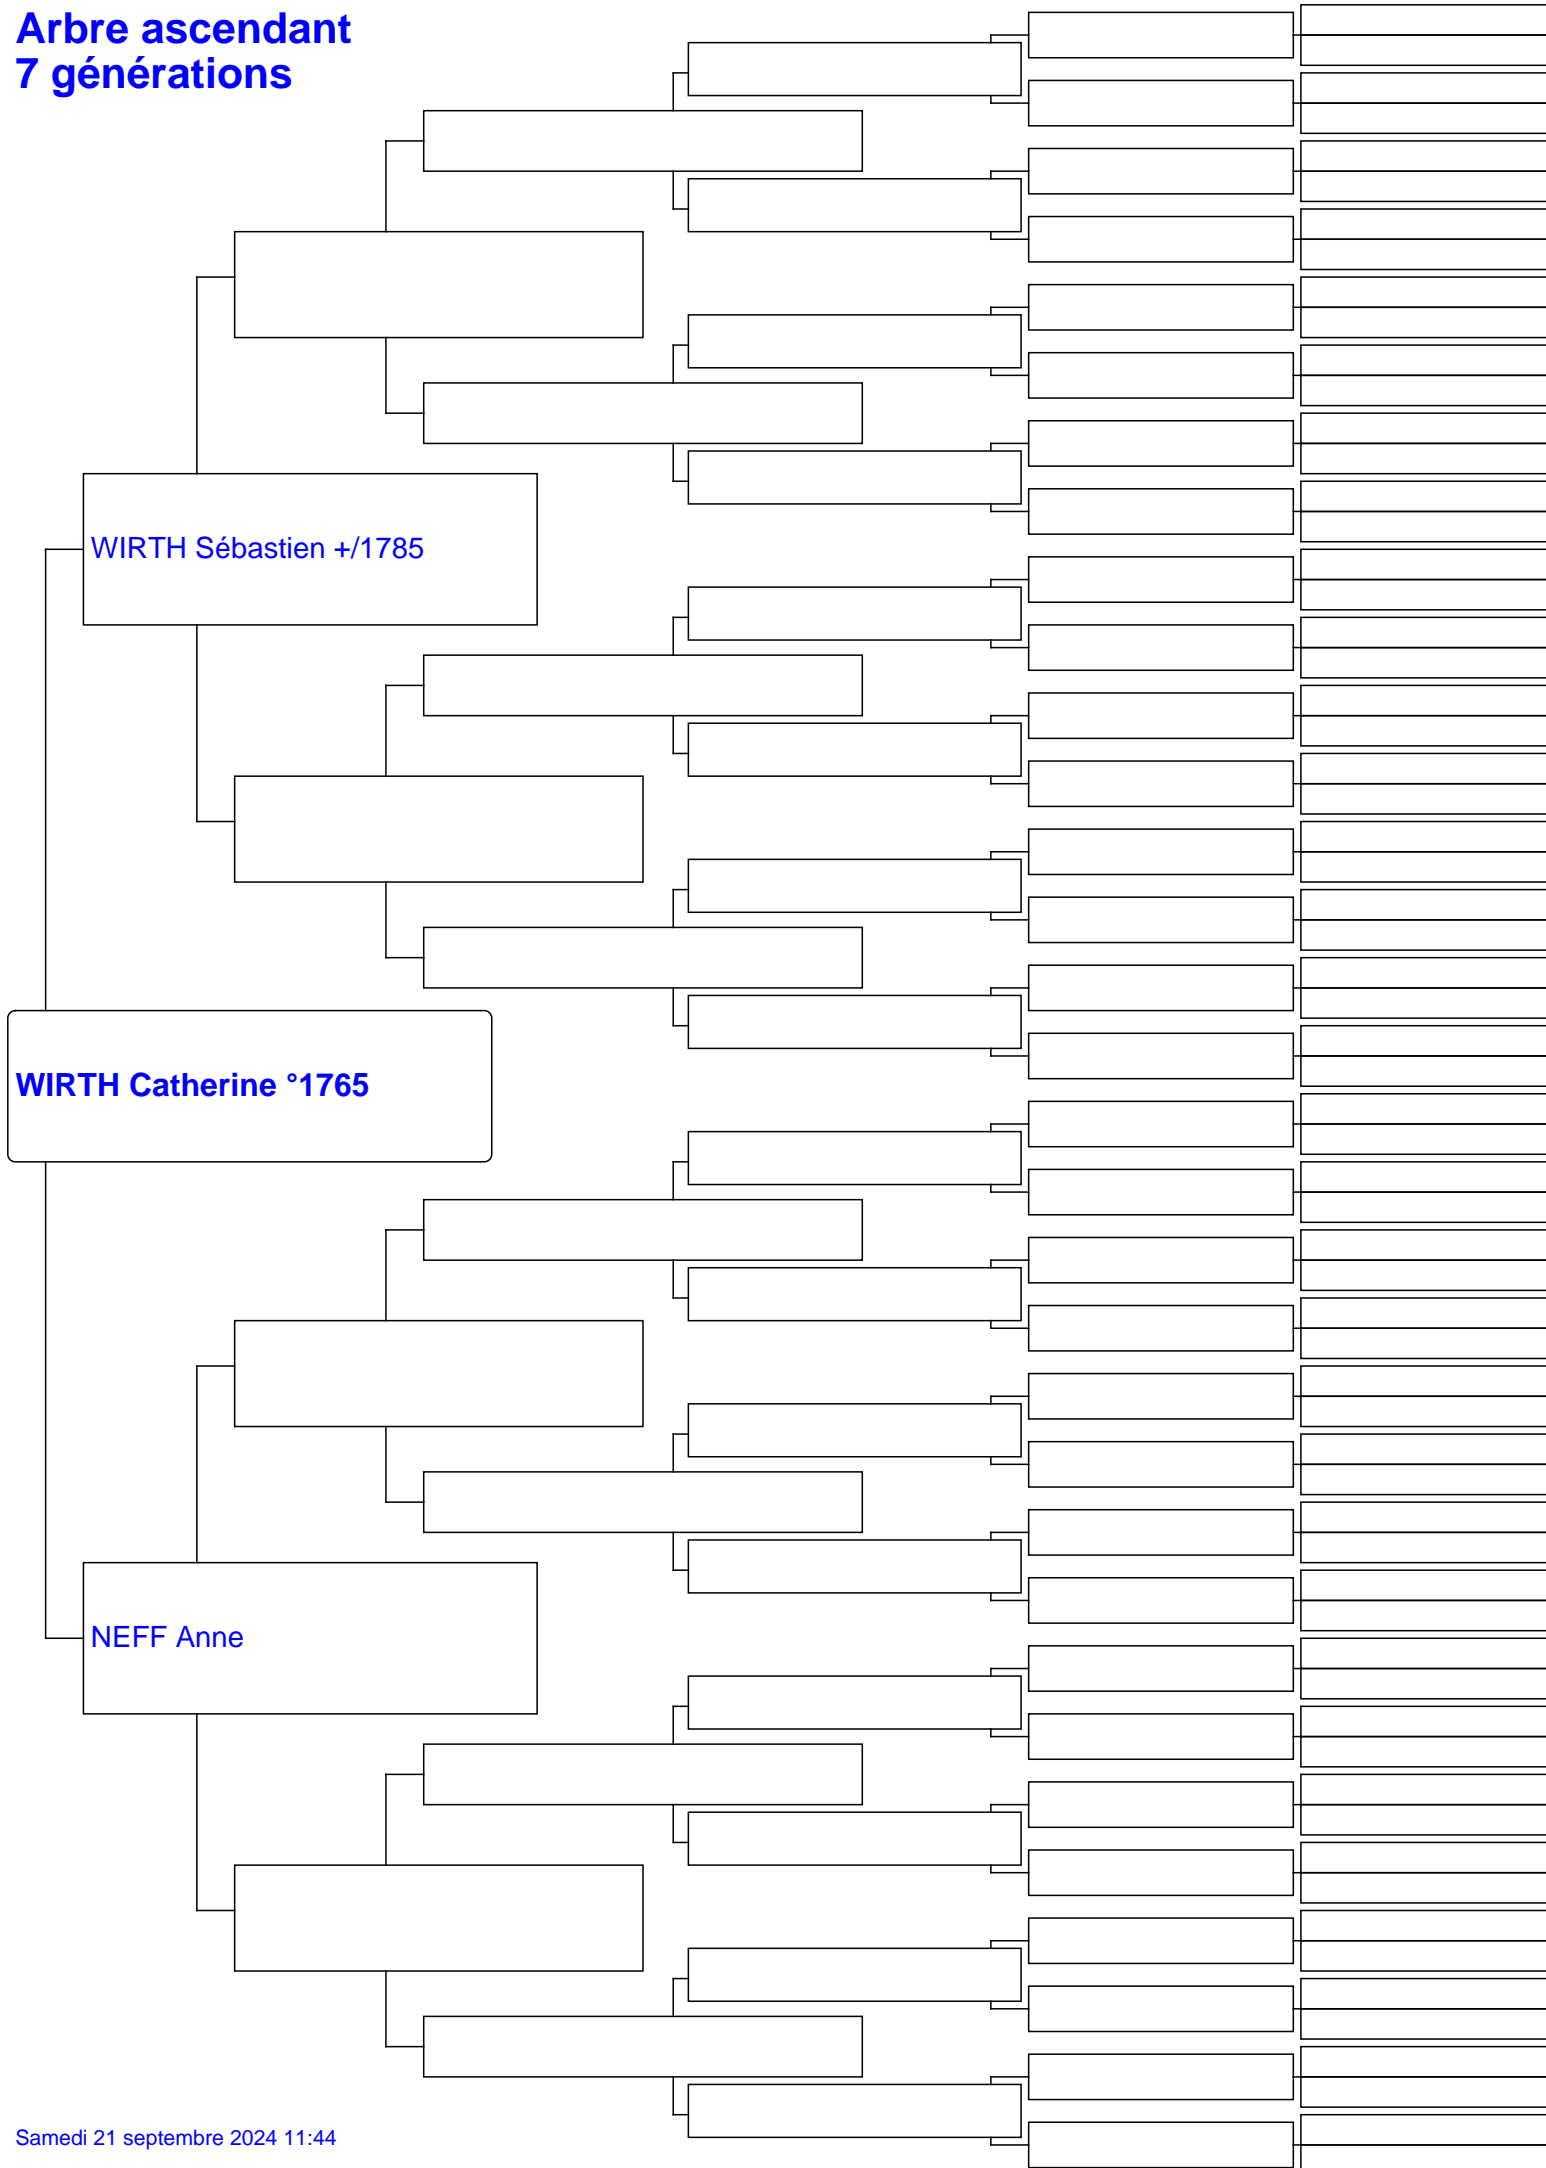 Arbre ascendant
7 générations
WIRTH Sébastien +/1785
WIRTH Catherine °1765
NEFF Anne
Samedi 21 septembre 2024 11:44